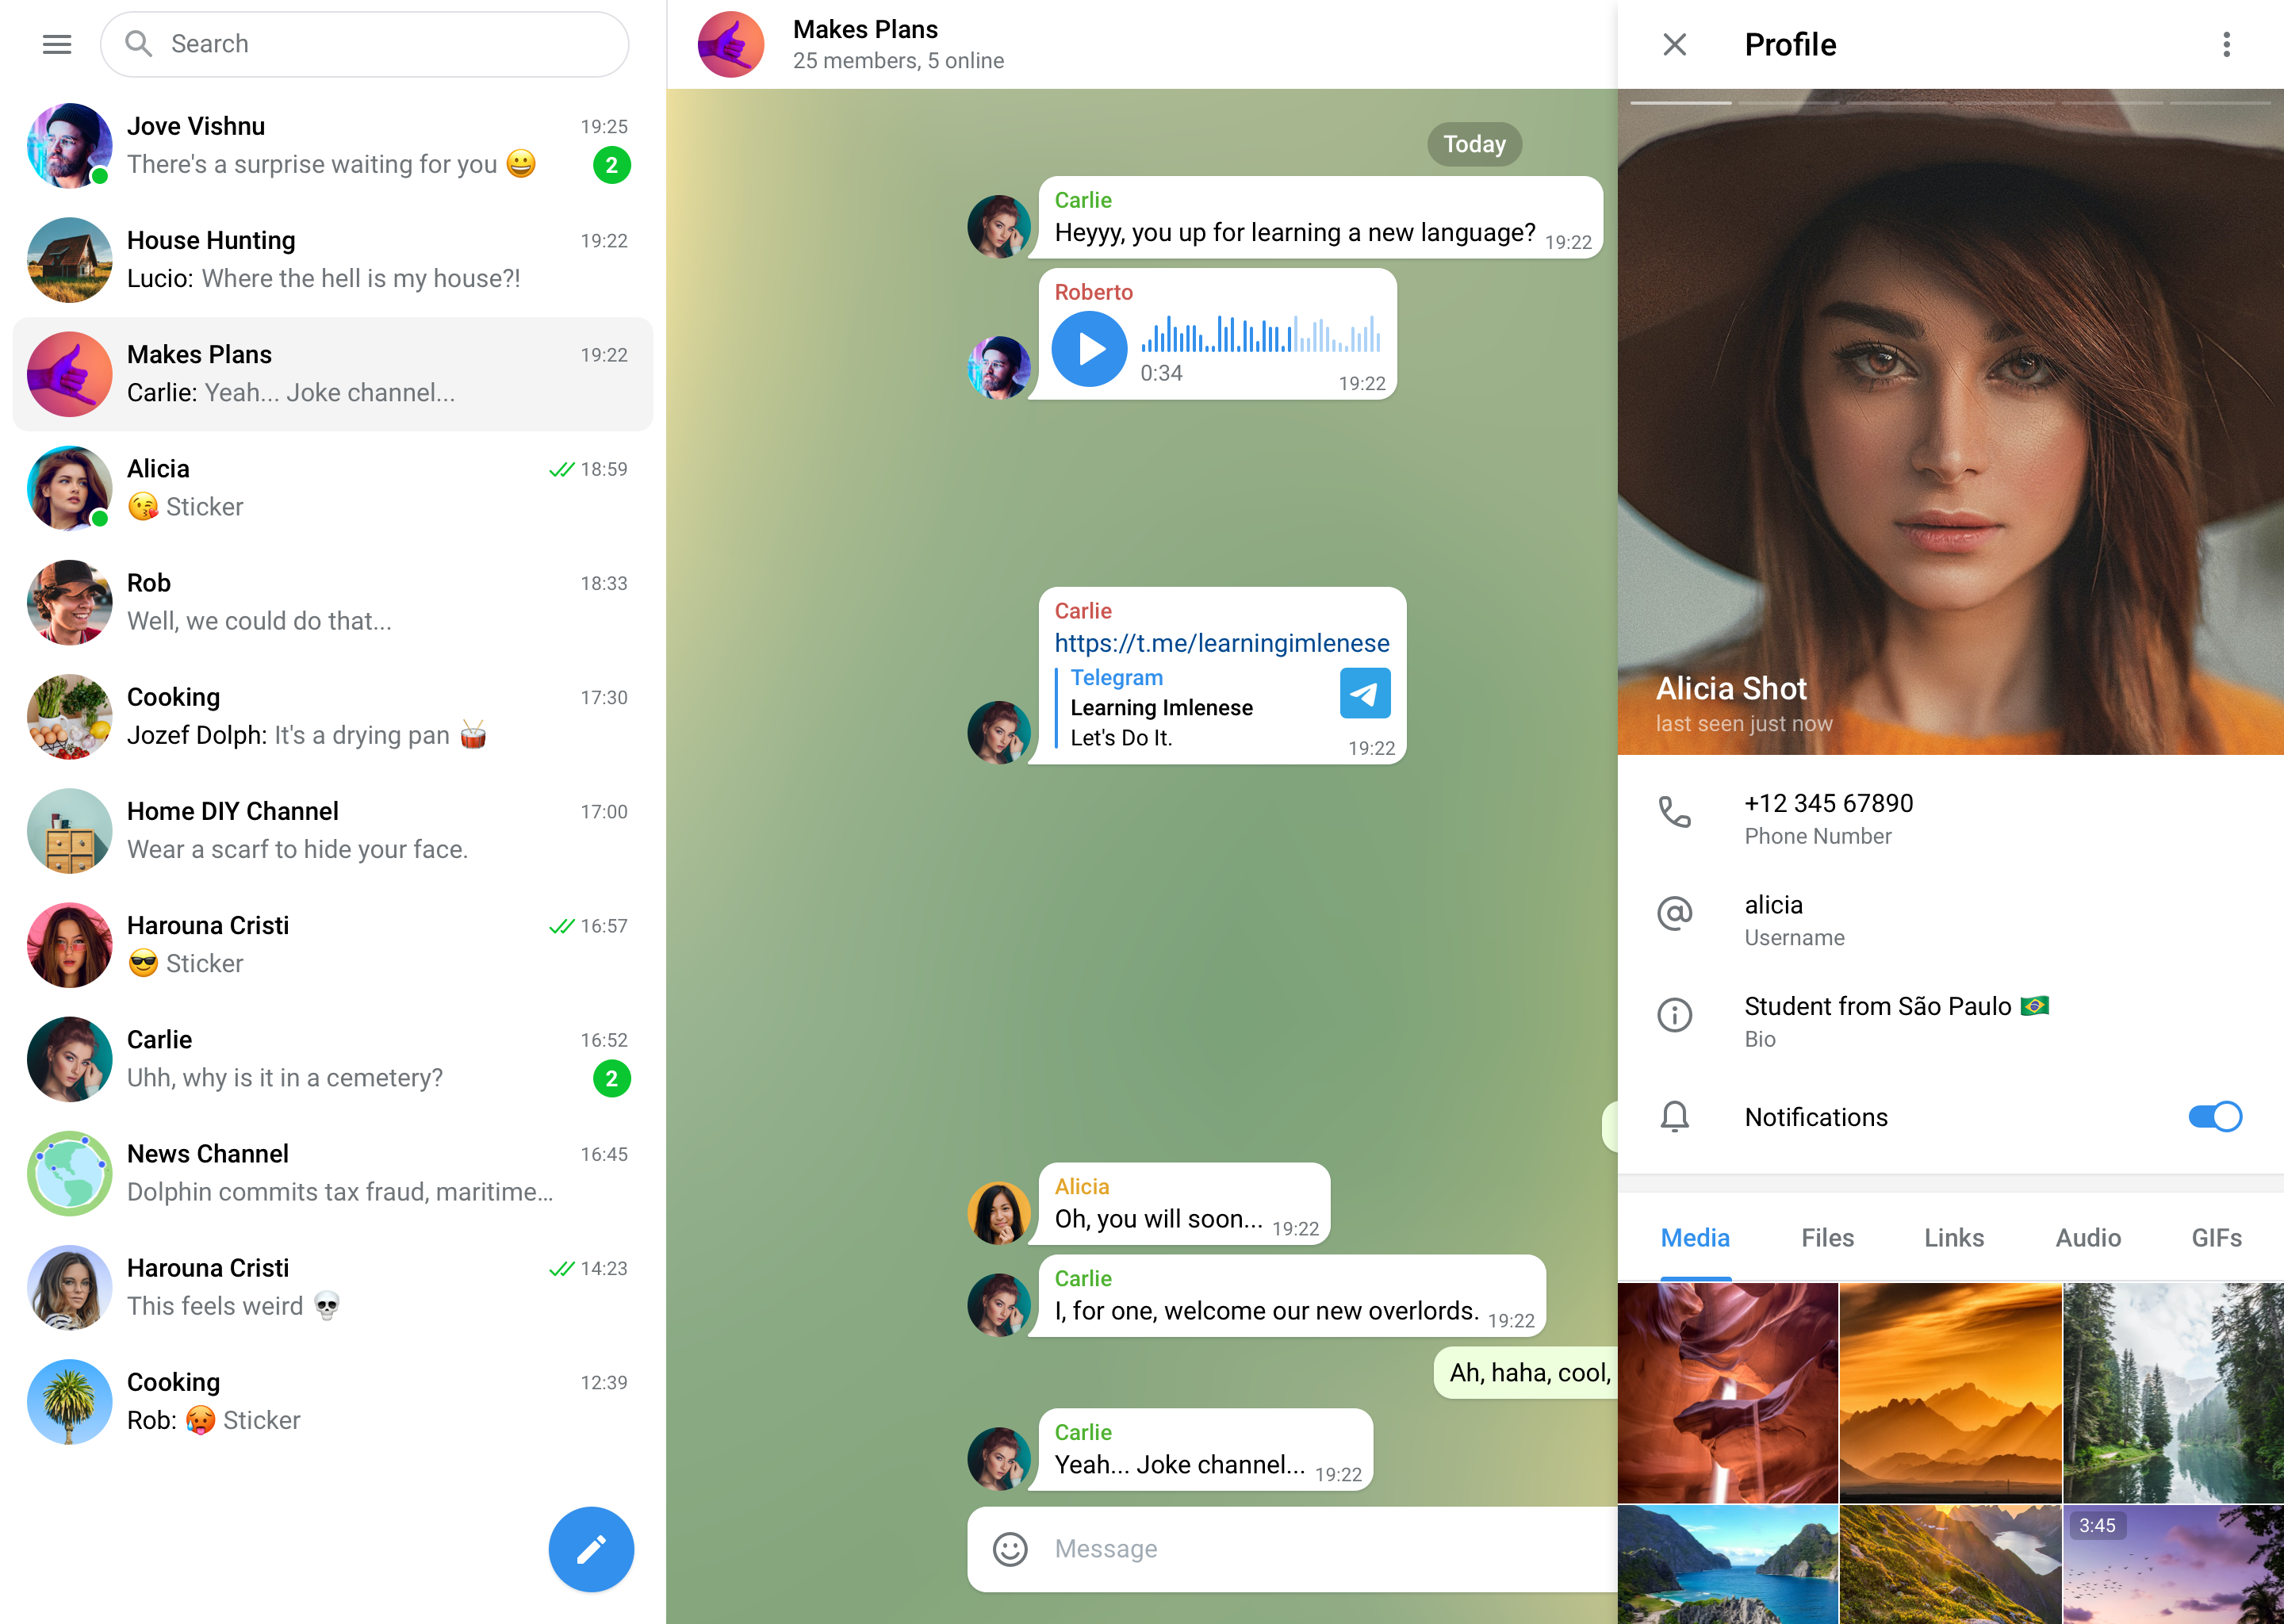 Search
Jove Vishnu 19:25
There's a surprise waiting for you 😀 2
House Hunting 19:22
Lucio: Where the hell is my house?!
Makes Plans 19:22
Carlie: Yeah... Joke channel...
Alicia 18:59
😘 Sticker
Rob 18:33
Well, we could do that...
Cooking 17:30
Jozef Dolph: It's a drying pan 🥁
Home DIY Channel 17:00
Wear a scarf to hide your face.
Harouna Cristi 16:57
😎 Sticker
Carlie 16:52
Uhh, why is it in a cemetery? 2
News Channel 16:45
Dolphin commits tax fraud, maritime...
Harouna Cristi 14:23
This feels weird 💀
Cooking 12:39
Rob: 🥵 Sticker
Makes Plans
25 members, 5 online
Today
Carlie
Heyyy, you up for learning a new language? 19:22
Roberto
0:34 19:22
Carlie
https://t.me/learningimlenese
Telegram
Learning Imlenese
Let's Do It. 19:22
Alicia
Oh, you will soon... 19:22
Carlie
I, for one, welcome our new overlords. 19:22
Ah, haha, cool,
Carlie
Yeah... Joke channel... 19:22
Message
Profile
Alicia Shot
last seen just now
+12 345 67890
Phone Number
alicia
Username
Student from São Paulo 🇧🇷
Bio
Notifications
Media Files Links Audio GIFs
3:45